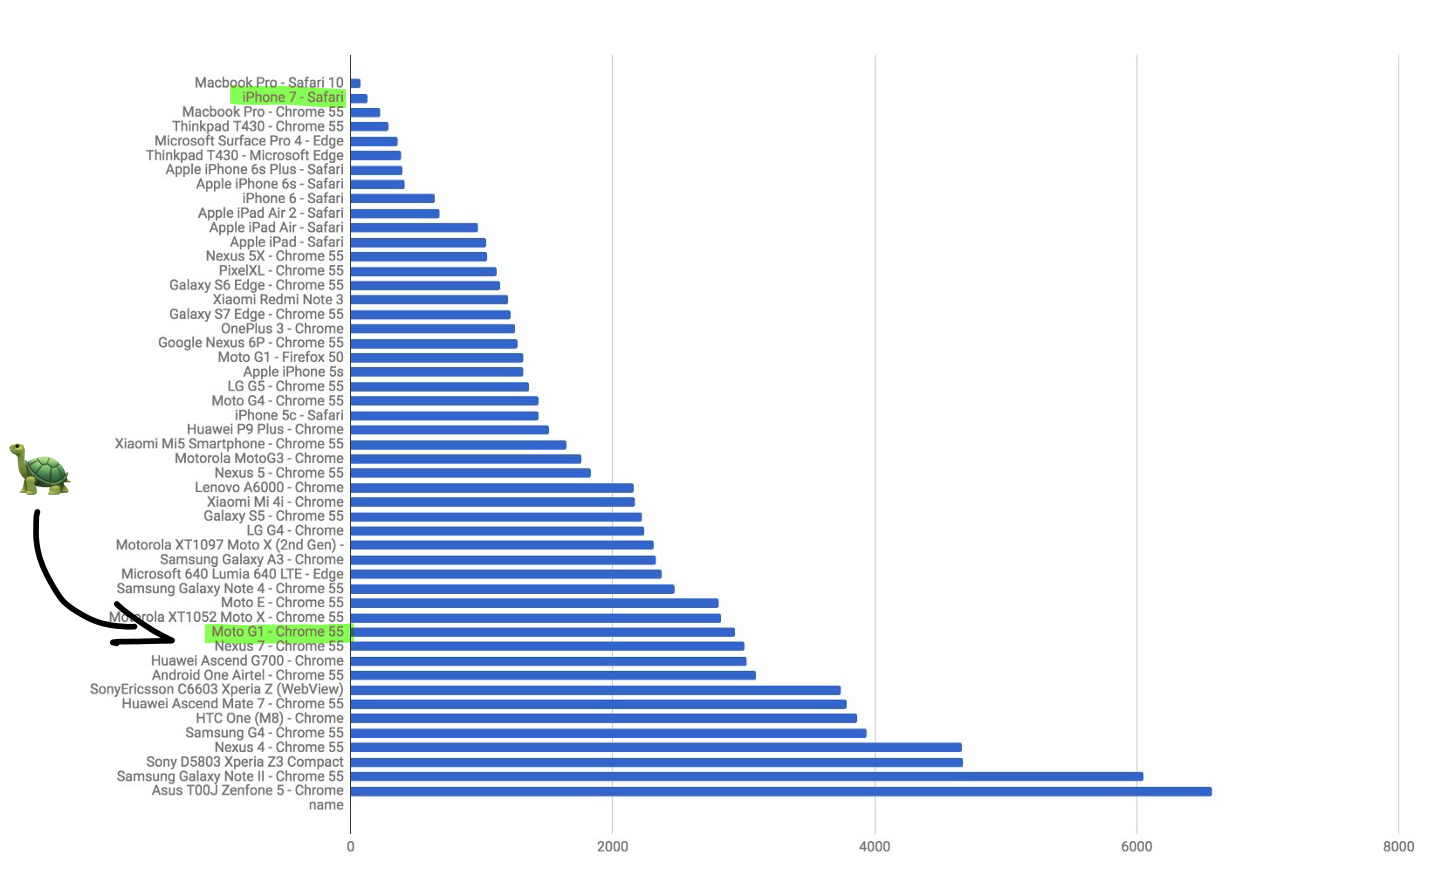 Macbook Pro - Safari 10
iPhone 7 - Safari
Macbook Pro - Chrome 55
Thinkpad T430 - Chrome 55
Microsoft Surface Pro 4 - Edge
Thinkpad T430 - Microsoft Edge
Apple iPhone 6s Plus - Safari
Apple iPhone 6s - Safari
iPhone 6 - Safari
Apple iPad Air 2 - Safari
Apple iPad Air - Safari
Apple iPad - Safari
Nexus 5X - Chrome 55
PixelXL - Chrome 55
Galaxy S6 Edge - Chrome 55
Xiaomi Redmi Note 3
Galaxy S7 Edge - Chrome 55
OnePlus 3 - Chrome
Google Nexus 6P - Chrome 55
Moto G1 - Firefox 50
Apple iPhone 5s
LG G5 - Chrome 55
Moto G4 - Chrome 55
iPhone 5c - Safari
Huawei P9 Plus - Chrome
Xiaomi Mi5 Smartphone - Chrome 55
Motorola MotoG3 - Chrome
Nexus 5 - Chrome 55
Lenovo A6000 - Chrome
Xiaomi Mi 4i - Chrome
Galaxy S5 - Chrome 55
LG G4 - Chrome
Motorola XT1097 Moto X (2nd Gen) -
Samsung Galaxy A3 - Chrome
Microsoft 640 Lumia 640 LTE - Edge
Samsung Galaxy Note 4 - Chrome 55
Moto E - Chrome 55
Motorola XT1052 Moto X - Chrome 55
Moto G1 - Chrome 55
Nexus 7 - Chrome 55
Huawei Ascend G700 - Chrome
Android One Airtel - Chrome 55
SonyEricsson C6603 Xperia Z (WebView)
Huawei Ascend Mate 7 - Chrome 55
HTC One (M8) - Chrome
Samsung G4 - Chrome 55
Nexus 4 - Chrome 55
Sony D5803 Xperia Z3 Compact
Samsung Galaxy Note II - Chrome 55
Asus T00J Zenfone 5 - Chrome
name
0 2000 4000 6000 8000